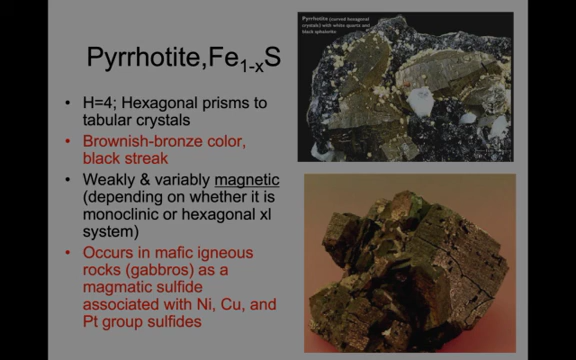 Pyrrhotite,Fe1-xS
• H=4; Hexagonal prisms to
tabular crystals
• Brownish-bronze color,
black streak
• Weakly & variably magnetic
(depending on whether it is
monoclinic or hexagonal xl
system)
• Occurs in mafic igneous
rocks (gabbros) as a
magmatic sulfide
associated with Ni, Cu, and
Pt group sulfides
Pyrrhotite (curved hexagonal
crystals) with white quartz and
black sphalerite